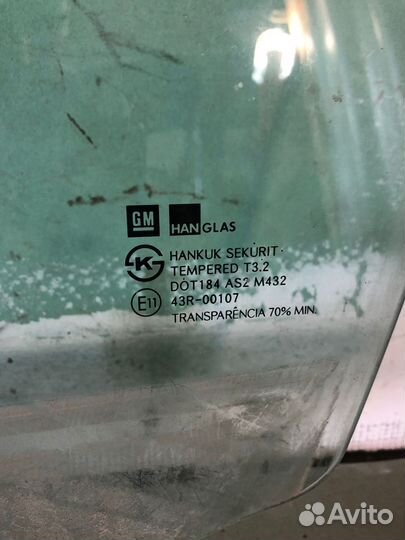 GM HANGLAS
HANKUK SEKURIT
TEMPERED T3.2
DOT184 AS2 M432
E11 43R-00107
TRANSPARÊNCIA 70% MIN.
Avito